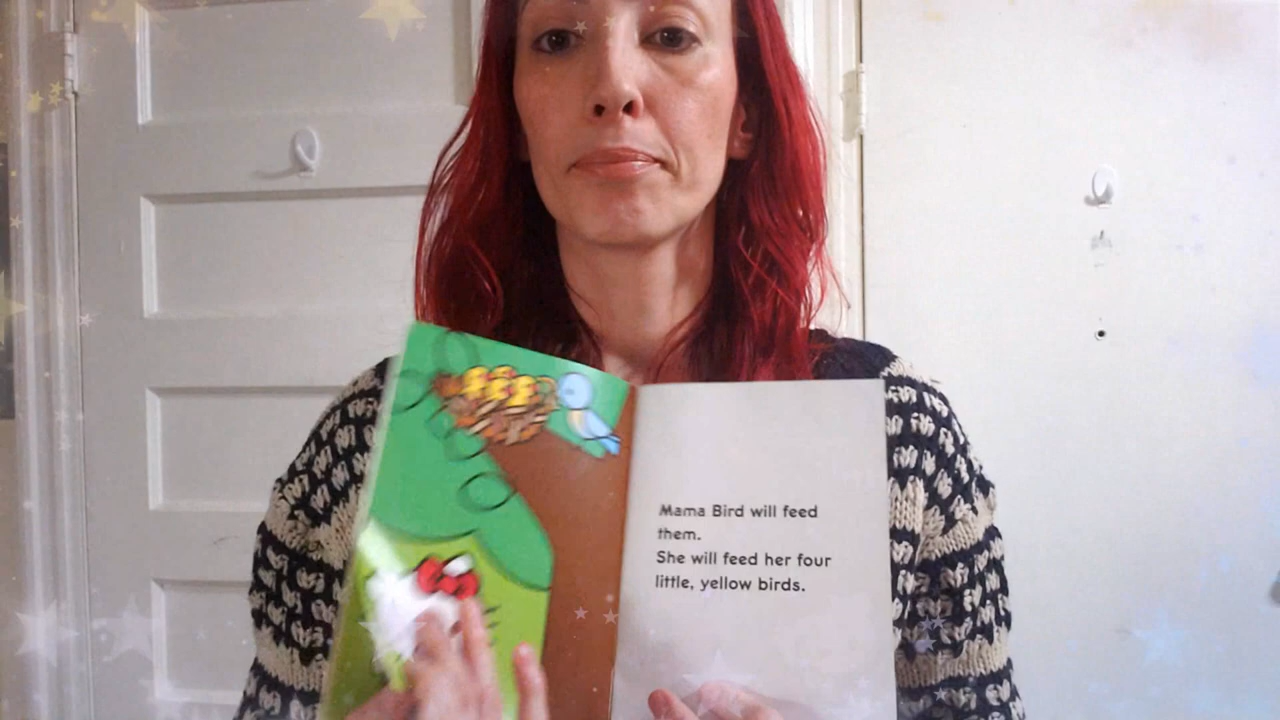 Mama Bird will feed
them.
She will feed her four
little, yellow birds.